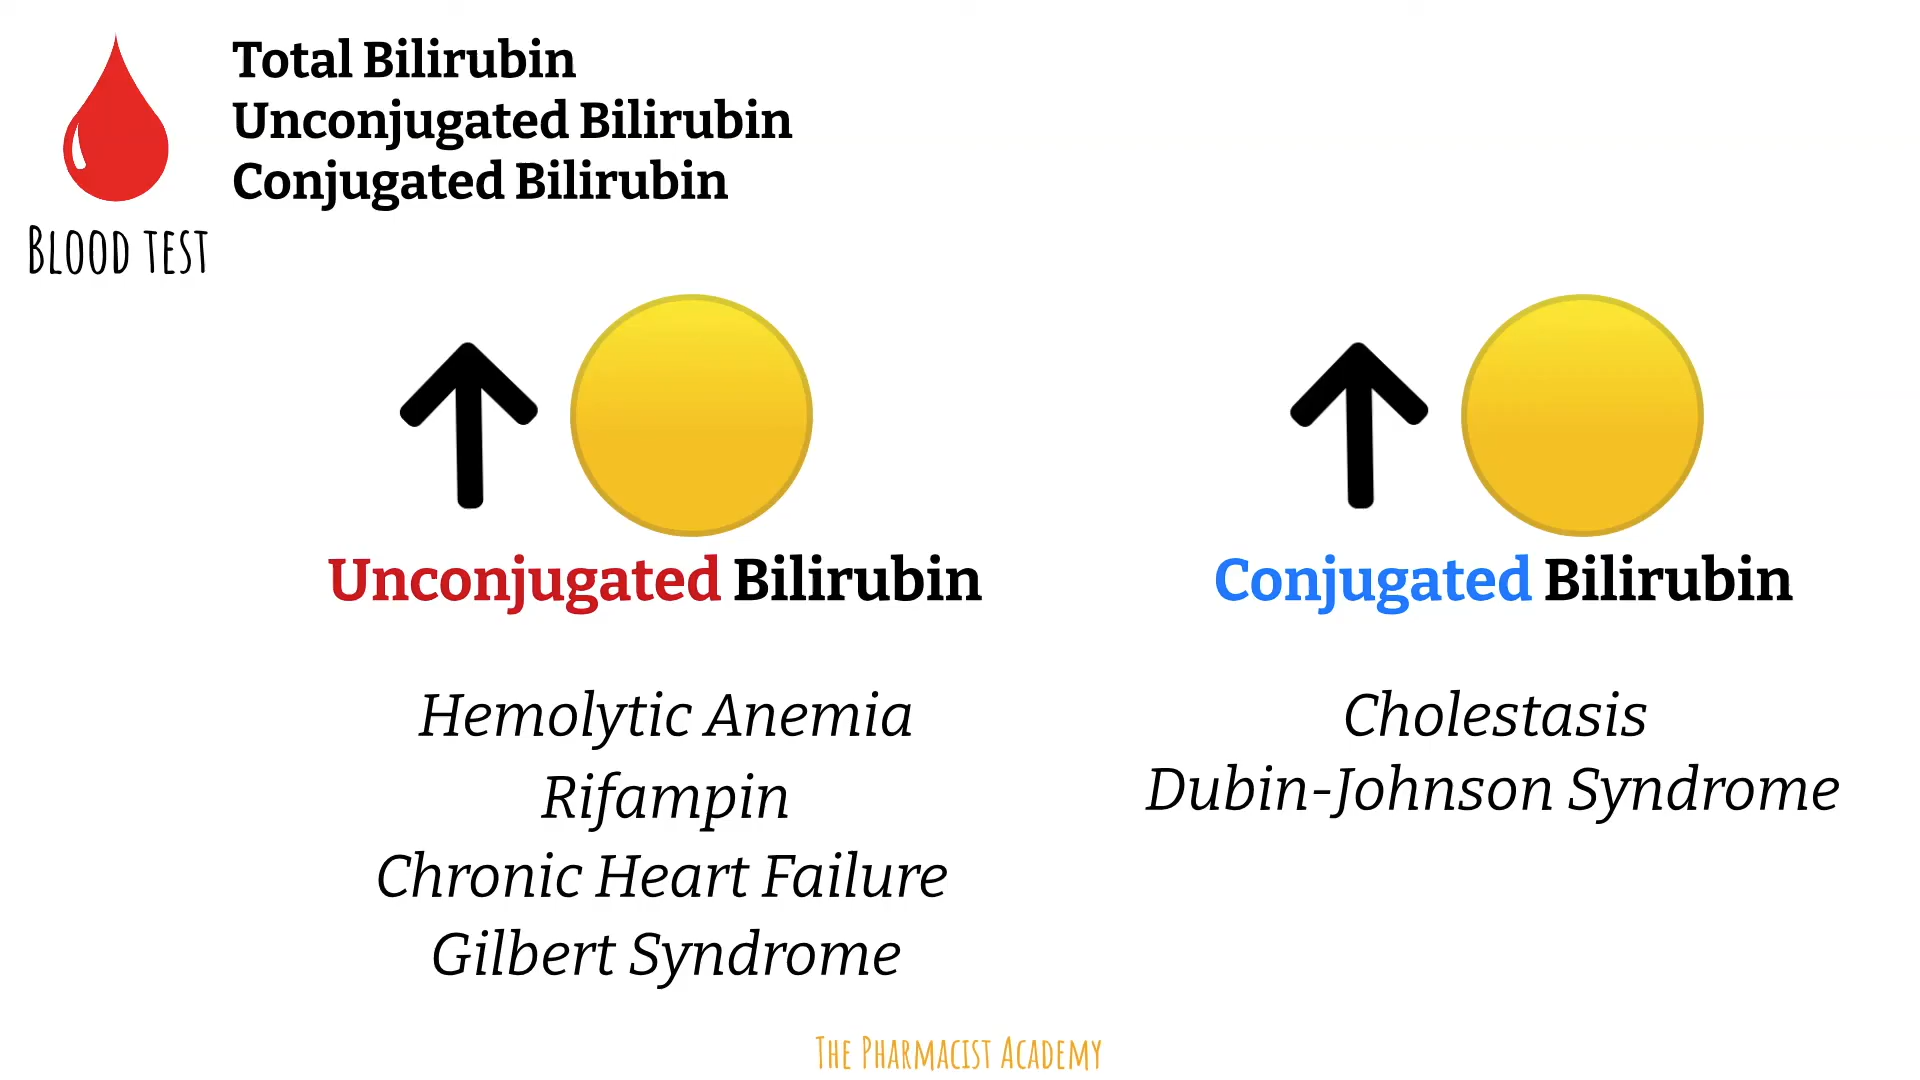 Total Bilirubin
Unconjugated Bilirubin
Conjugated Bilirubin
BLOOD TEST
Unconjugated Bilirubin
Hemolytic Anemia
Rifampin
Chronic Heart Failure
Gilbert Syndrome
Conjugated Bilirubin
Cholestasis
Dubin-Johnson Syndrome
THE PHARMACIST ACADEMY